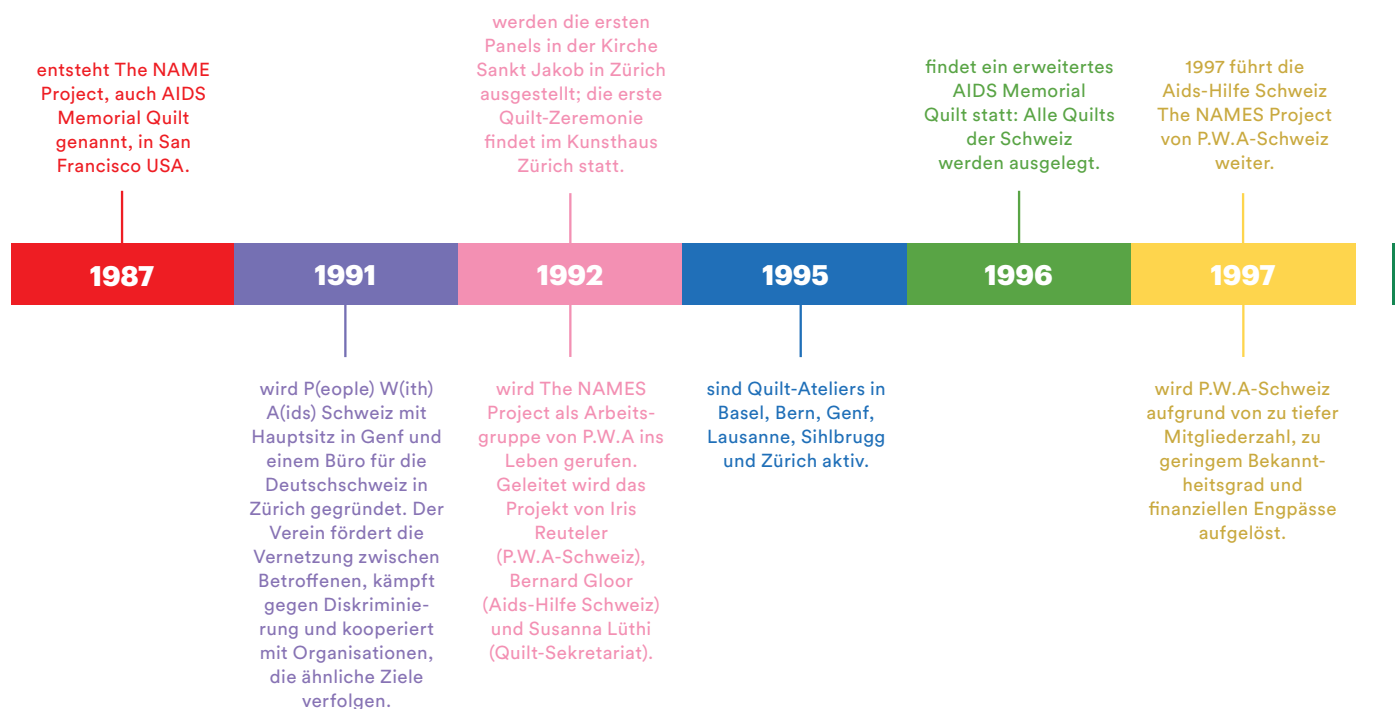 entsteht The NAME
Project, auch AIDS
Memorial Quilt
genannt, in San
Francisco USA.
werden die ersten
Panels in der Kirche
Sankt Jakob in Zürich
ausgestellt; die erste
Quilt-Zeremonie
findet im Kunsthaus
Zürich statt.
findet ein erweitertes
AIDS Memorial
Quilt statt: Alle Quilts
der Schweiz
werden ausgelegt.
1997 führt die
Aids-Hilfe Schweiz
The NAMES Project
von P.W.A-Schweiz
weiter.
1987
1991
1992
1995
1996
1997
wird P(eople) W(ith)
A(ids) Schweiz mit
Hauptsitz in Genf und
einem Büro für die
Deutschschweiz in
Zürich gegründet. Der
Verein fördert die
Vernetzung zwischen
Betroffenen, kämpft
gegen Diskriminie-
rung und kooperiert
mit Organisationen,
die ähnliche Ziele
verfolgen.
wird The NAMES
Project als Arbeits-
gruppe von P.W.A ins
Leben gerufen.
Geleitet wird das
Projekt von Iris
Reuteler
(P.W.A-Schweiz),
Bernard Gloor
(Aids-Hilfe Schweiz)
und Susanna Lüthi
(Quilt-Sekretariat).
sind Quilt-Ateliers in
Basel, Bern, Genf,
Lausanne, Sihlbrugg
und Zürich aktiv.
wird P.W.A-Schweiz
aufgrund von zu tiefer
Mitgliederzahl, zu
geringem Bekannt-
heitsgrad und
finanziellen Engpässe
aufgelöst.